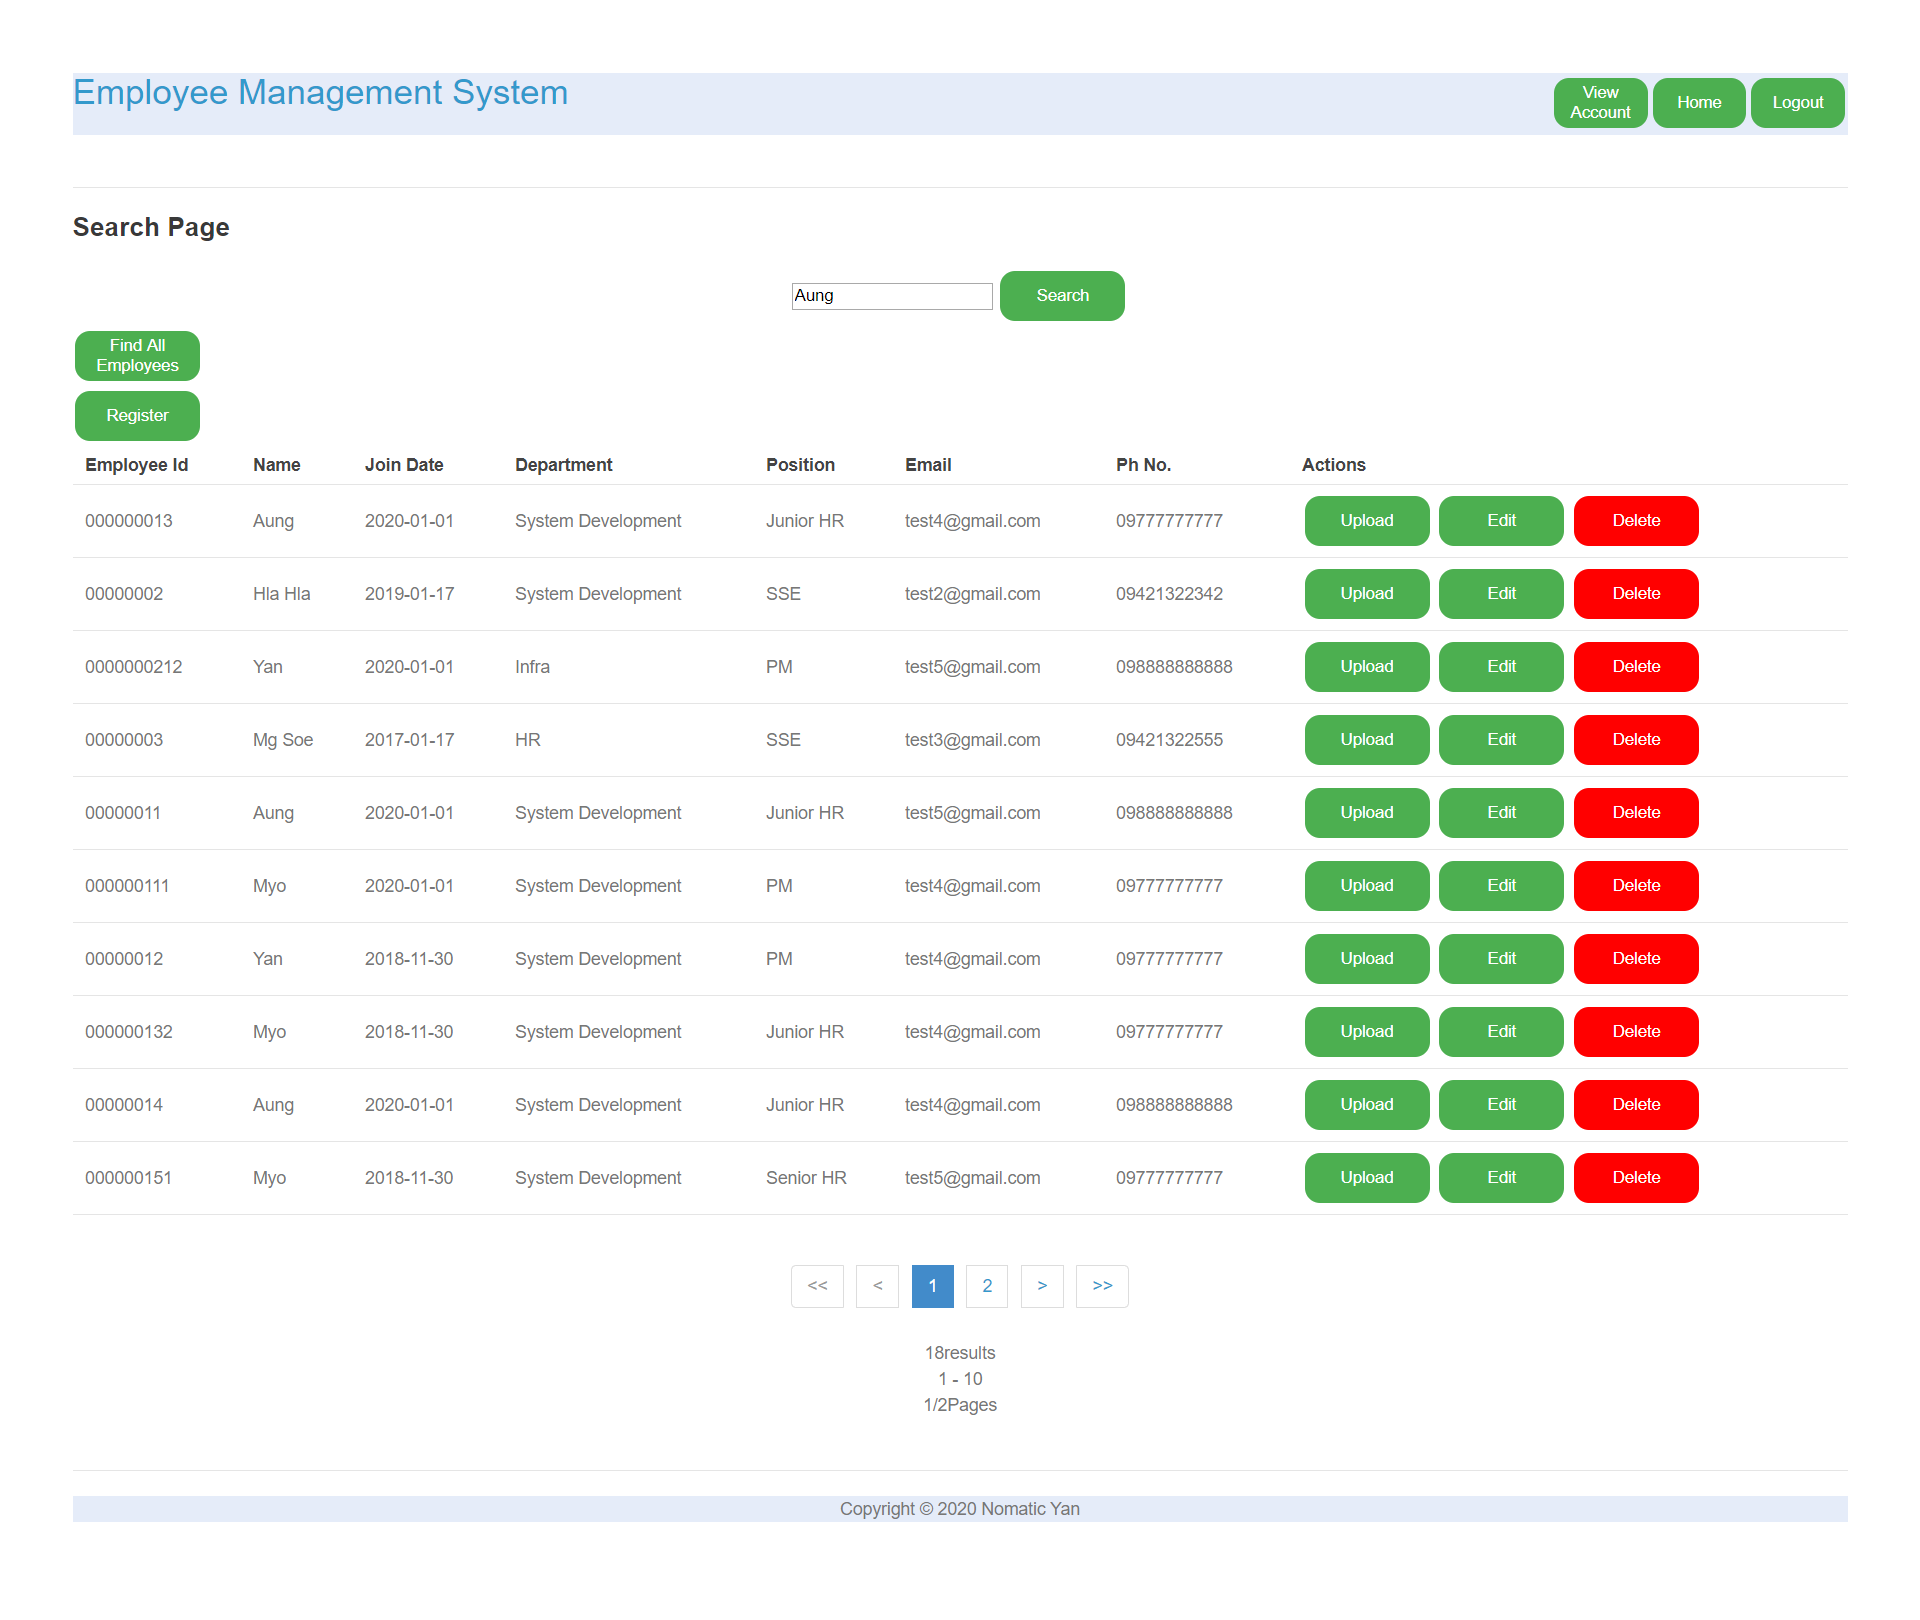 Employee Management System
View Account
Home
Logout
Search Page
Aung
Search
Find All Employees
Register
Employee Id Name Join Date Department Position Email Ph No. Actions
000000013 Aung 2020-01-01 System Development Junior HR test4@gmail.com 09777777777 Upload Edit Delete
00000002 Hla Hla 2019-01-17 System Development SSE test2@gmail.com 09421322342 Upload Edit Delete
0000000212 Yan 2020-01-01 Infra PM test5@gmail.com 098888888888 Upload Edit Delete
00000003 Mg Soe 2017-01-17 HR SSE test3@gmail.com 09421322555 Upload Edit Delete
00000011 Aung 2020-01-01 System Development Junior HR test5@gmail.com 098888888888 Upload Edit Delete
000000111 Myo 2020-01-01 System Development PM test4@gmail.com 09777777777 Upload Edit Delete
00000012 Yan 2018-11-30 System Development PM test4@gmail.com 09777777777 Upload Edit Delete
000000132 Myo 2018-11-30 System Development Junior HR test4@gmail.com 09777777777 Upload Edit Delete
00000014 Aung 2020-01-01 System Development Junior HR test4@gmail.com 098888888888 Upload Edit Delete
000000151 Myo 2018-11-30 System Development Senior HR test5@gmail.com 09777777777 Upload Edit Delete
<< < 1 2 > >>
18results
1 - 10
1/2Pages
Copyright © 2020 Nomatic Yan